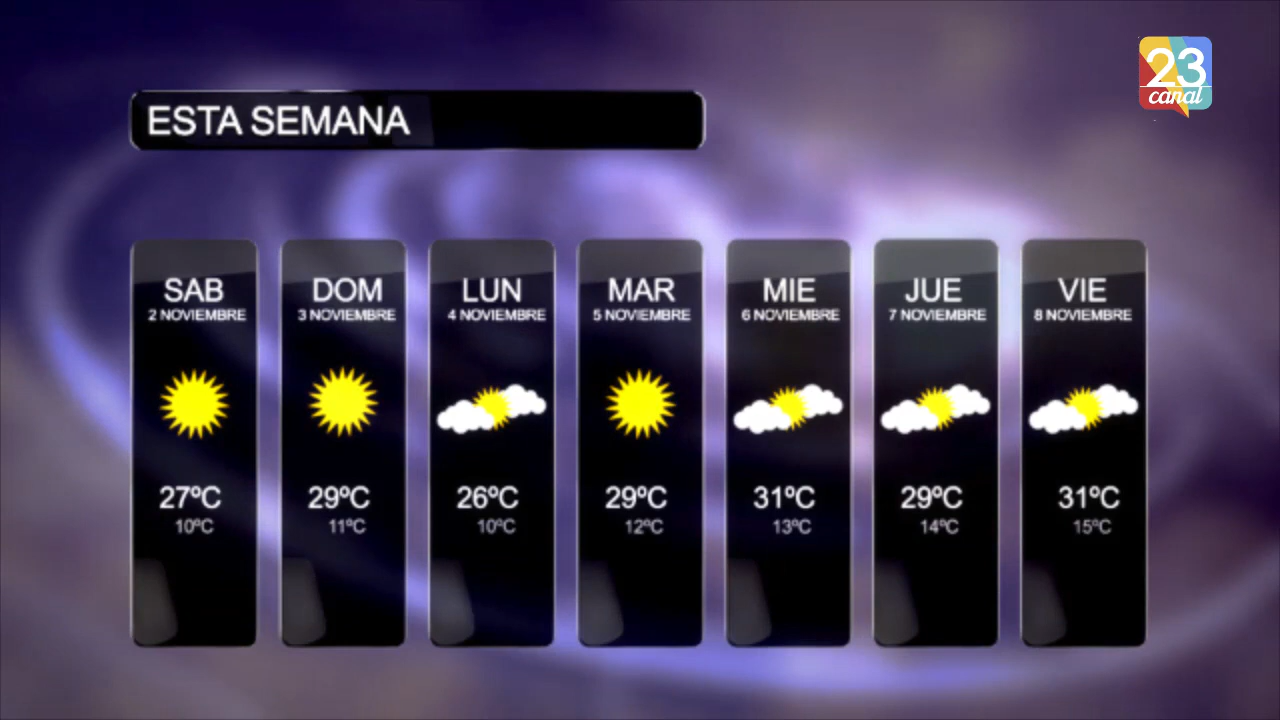 23
canal
ESTA SEMANA
SAB
2 NOVIEMBRE
27ºC
10ºC
DOM
3 NOVIEMBRE
29ºC
11ºC
LUN
4 NOVIEMBRE
26ºC
10ºC
MAR
5 NOVIEMBRE
29ºC
12ºC
MIE
6 NOVIEMBRE
31ºC
13ºC
JUE
7 NOVIEMBRE
29ºC
14ºC
VIE
8 NOVIEMBRE
31ºC
15ºC